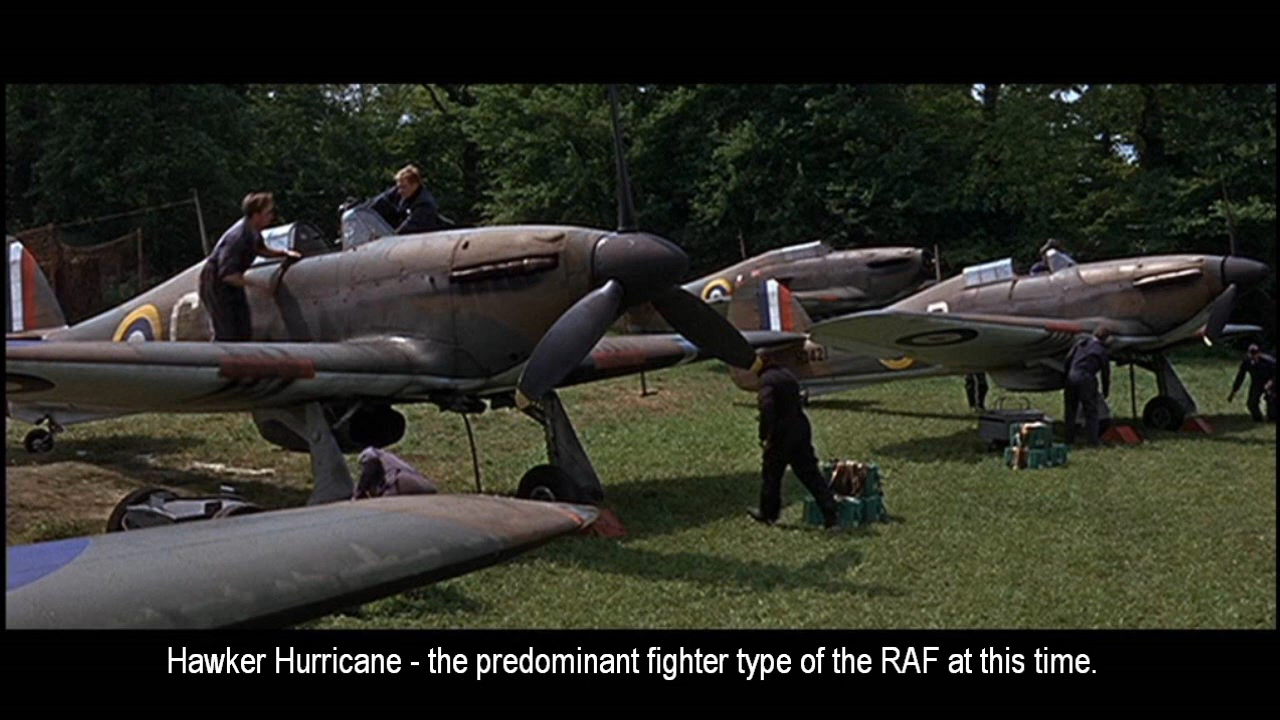 Hawker Hurricane - the predominant fighter type of the RAF at this time.